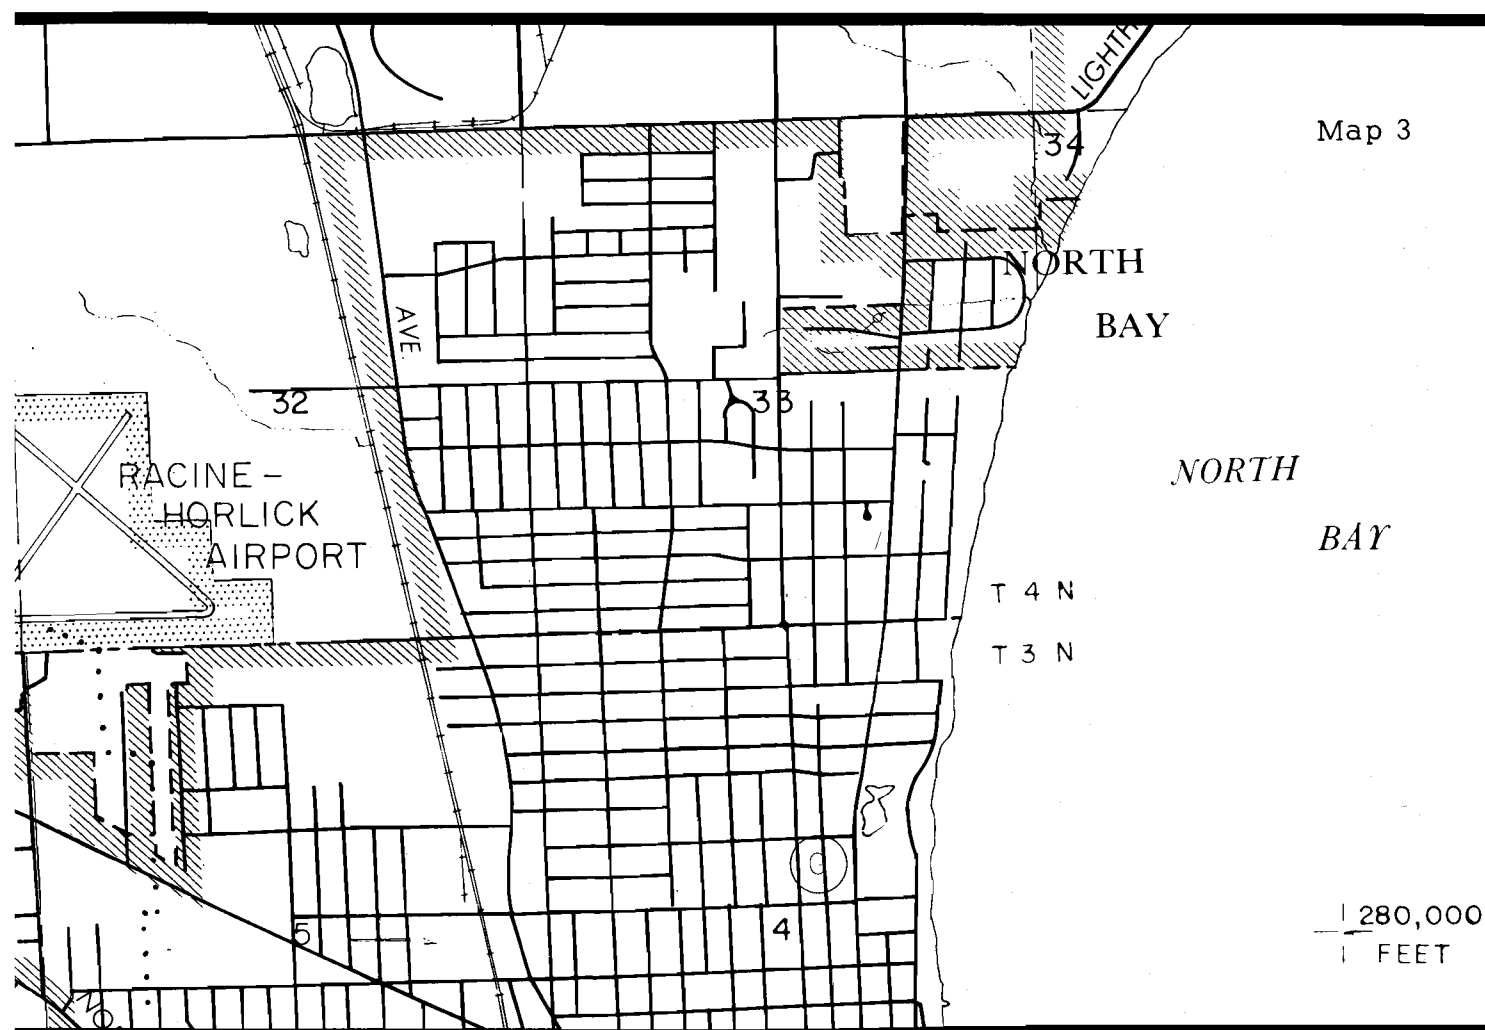 LIGHTH
Map 3
34
NORTH
BAY
AVE.
32
33
RACINE –
HORLICK
AIRPORT
NORTH
BAY
T 4 N
T 3 N
280,000
FEET
5
4
NO.